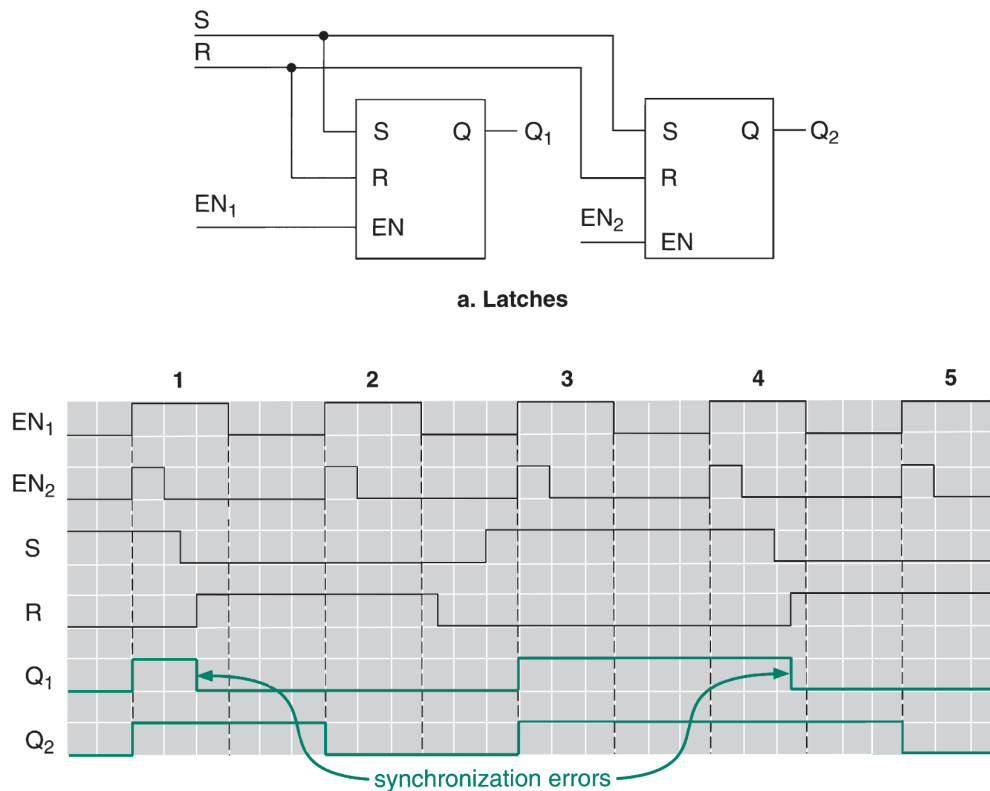 S
R
S Q Q₁
R
EN₁
EN
S Q Q₂
R
EN₂
EN
a. Latches
1 2 3 4 5
EN₁
EN₂
S
R
Q₁
Q₂
synchronization errors